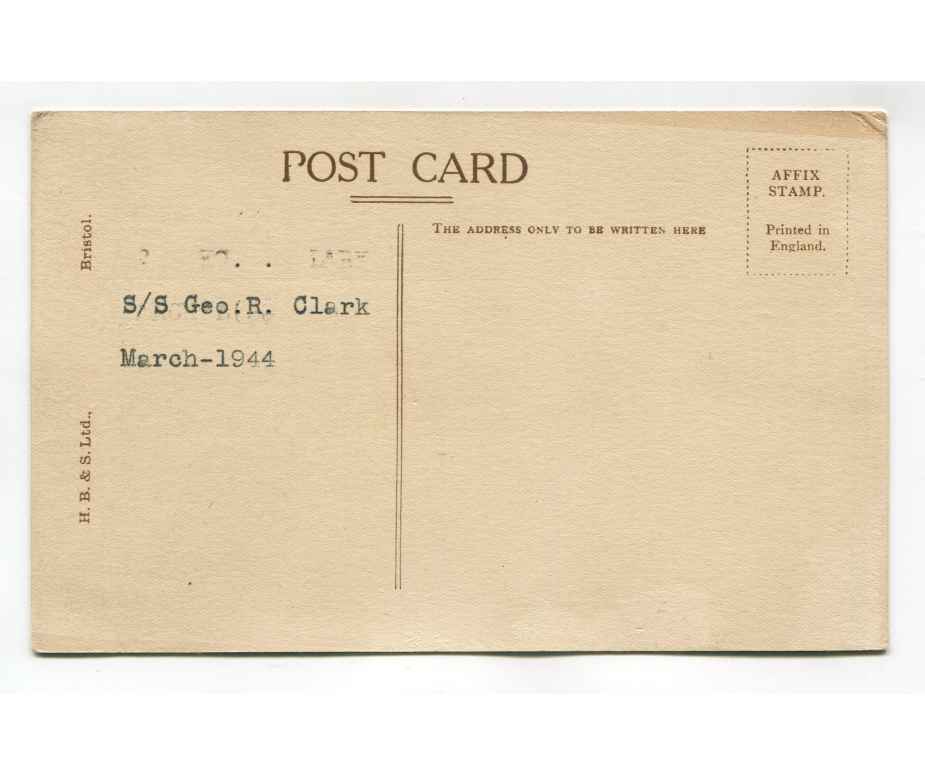 POST CARD
AFFIX
STAMP.
Printed in
England.
THE ADDRESS ONLY TO BE WRITTEN HERE
S/S Geo.R. Clark
March-1944
H. B. & S. Ltd., Bristol.